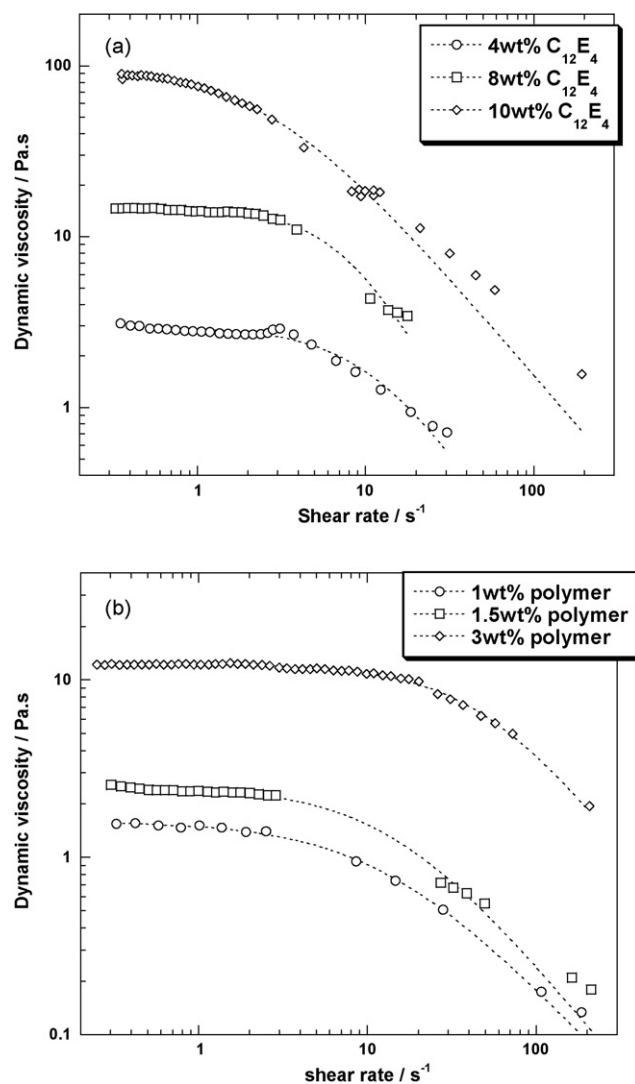 (a)
4wt% C₁₂E₄
8wt% C₁₂E₄
10wt% C₁₂E₄
100
10
1
Dynamic viscosity / Pa.s
1 10 100
Shear rate / s⁻¹
(b)
1wt% polymer
1.5wt% polymer
3wt% polymer
10
1
0.1
Dynamic viscosity / Pa.s
1 10 100
shear rate / s⁻¹